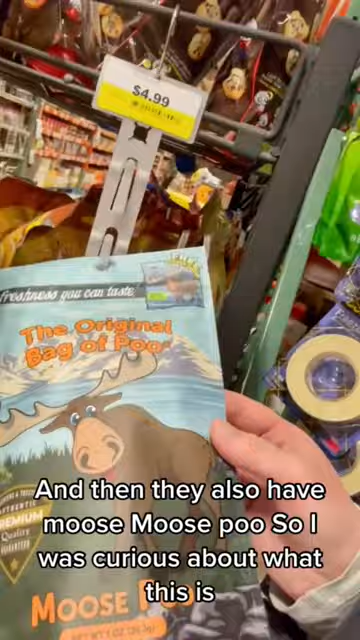 $4.99
freshness you can taste
The Original
Bag of Poo
And then they also have
moose Moose poo So I
was curious about what
this is
PREMIUM
Quality
MOOSE